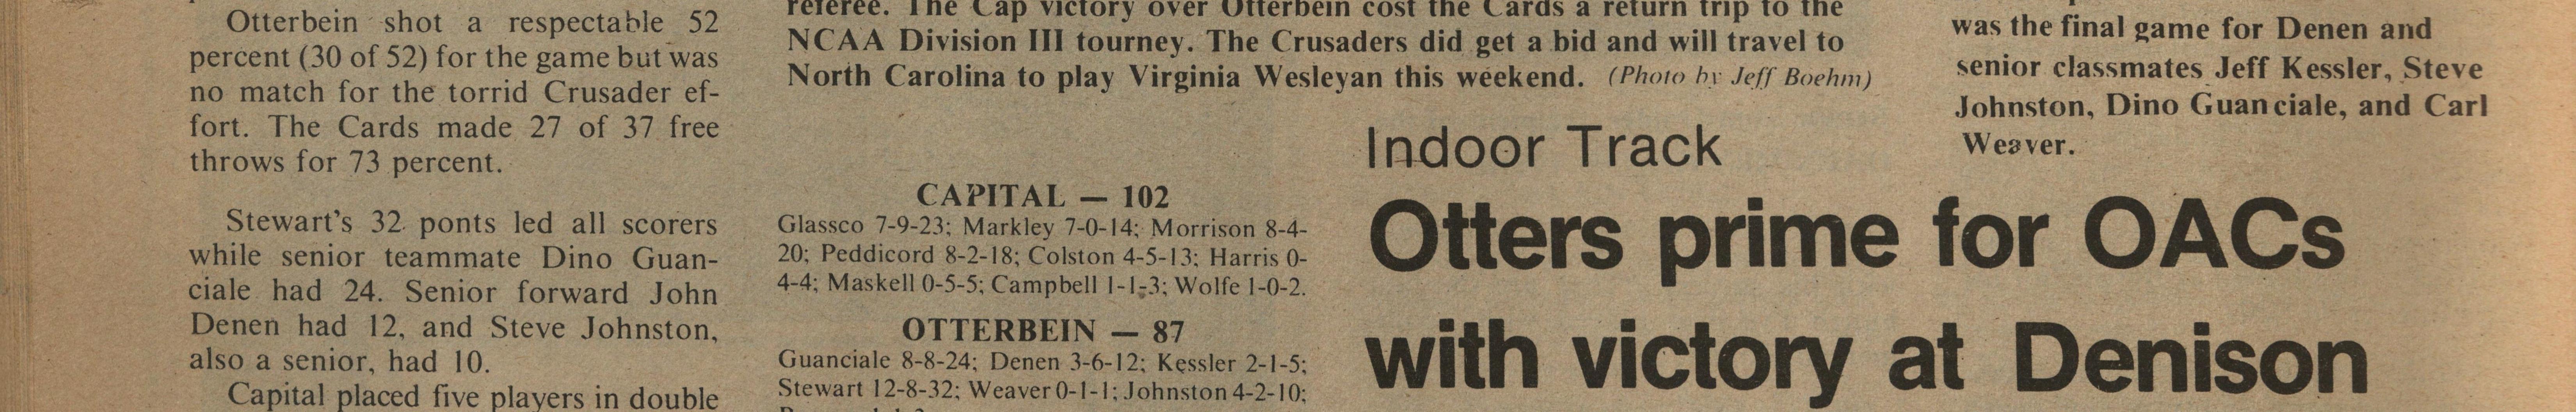 Otterbein shot a respectable 52
percent (30 of 52) for the game but was
no match for the torrid Crusader ef-
fort. The Cards made 27 of 37 free
throws for 73 percent.
Stewart's 32 ponts led all scorers
while senior teammate Dino Guan-
ciale had 24. Senior forward John
Denen had 12, and Steve Johnston,
also a senior, had 10.
Capital placed five players in double
referee. The Cap victory over Otterbein cost the Cards a return trip to the
NCAA Division III tourney. The Crusaders did get a bid and will travel to
North Carolina to play Virginia Wesleyan this weekend. (Photo by Jeff Boehm)
CAPITAL — 102
Glassco 7-9-23; Markley 7-0-14; Morrison 8-4-
20; Peddicord 8-2-18; Colston 4-5-13; Harris 0-
4-4; Maskell 0-5-5; Campbell 1-1-3; Wolfe 1-0-2.
OTTERBEIN — 87
Guanciale 8-8-24; Denen 3-6-12; Kessler 2-1-5;
Stewart 12-8-32; Weaver 0-1-1; Johnston 4-2-10;
was the final game for Denen and
senior classmates Jeff Kessler, Steve
Johnston, Dino Guanciale, and Carl
Weaver.
Indoor Track
Otters prime for OACs
with victory at Denison